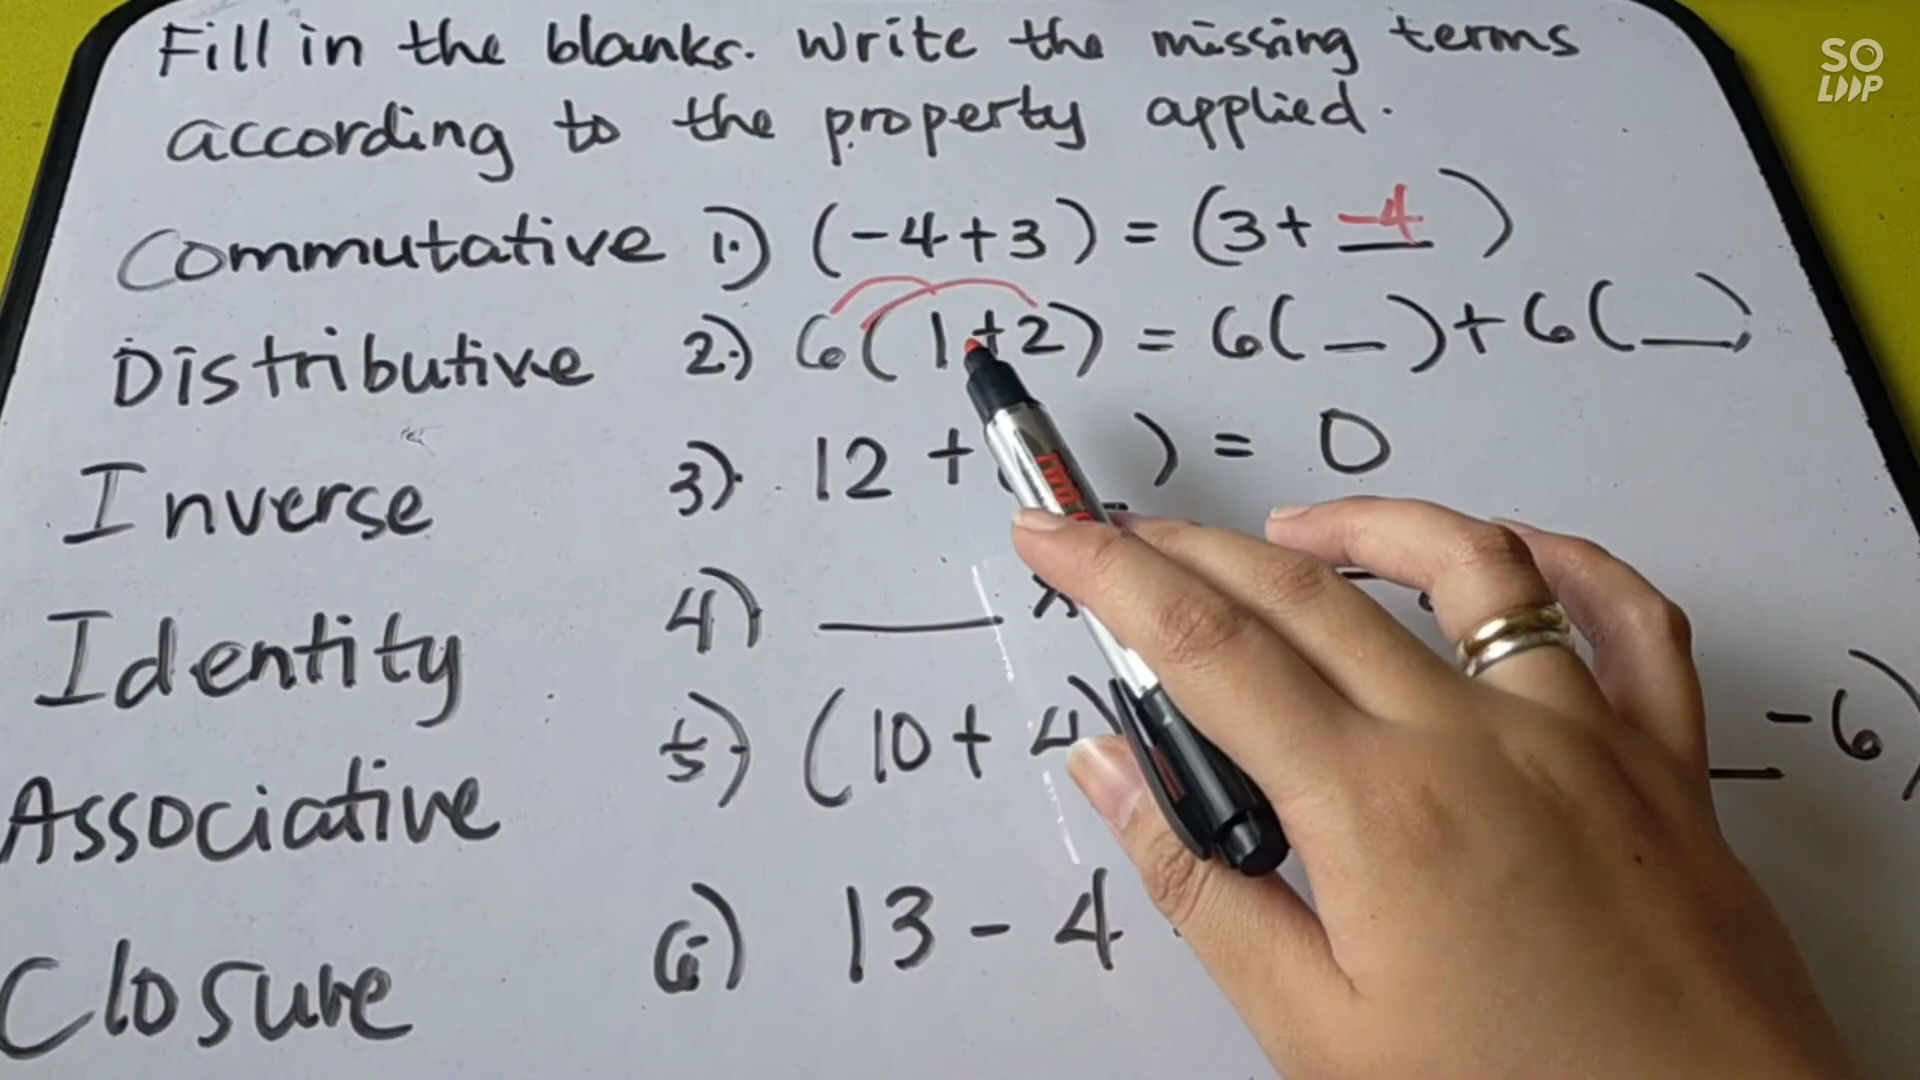 Fill in the blanks. Write the missing terms
according to the property applied.
Commutative 1.) (-4+3) = (3+ -4 )
Distributive 2.) 6(1+2) = 6( _ ) + 6( __ )
Inverse 3). 12 + ( ) = 0
Identity 4) ____ x
Associative 5) (10+ 4) __ -6)
Closure 6) 13 - 4
SO
LOOP